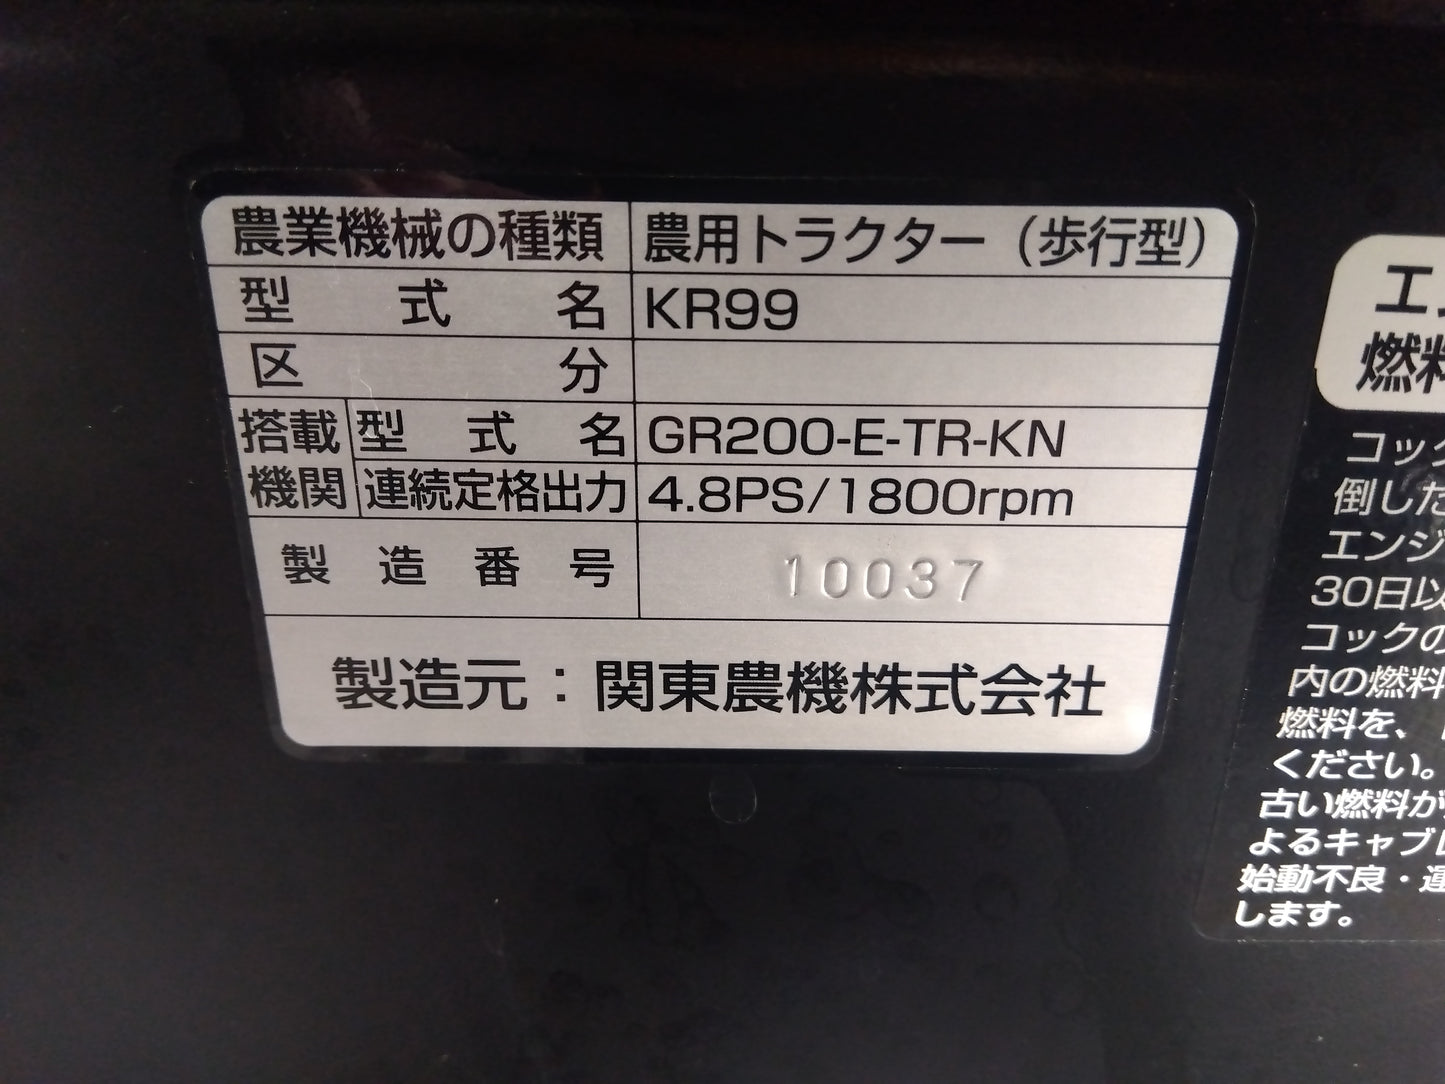 農業機械の種類 農用トラクター（歩行型）
型式名 KR99
区分
搭載機関 型式名 GR200-E-TR-KN
連続定格出力 4.8PS/1800rpm
製造番号 10037
製造元：関東農機株式会社
エン
燃料
コック
倒した
エンジ
30日以
コックの
内の燃料
燃料を、
ください。
古い燃料が
よるキャブ
始動不良・運
します。